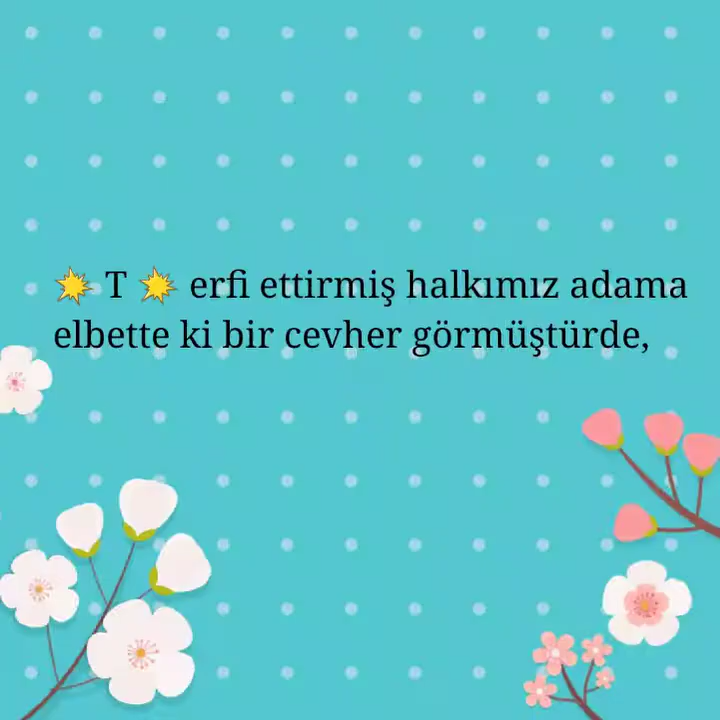 💥 T 💥 erfi ettirmiş halkımız adama
elbette ki bir cevher görmüştürde,